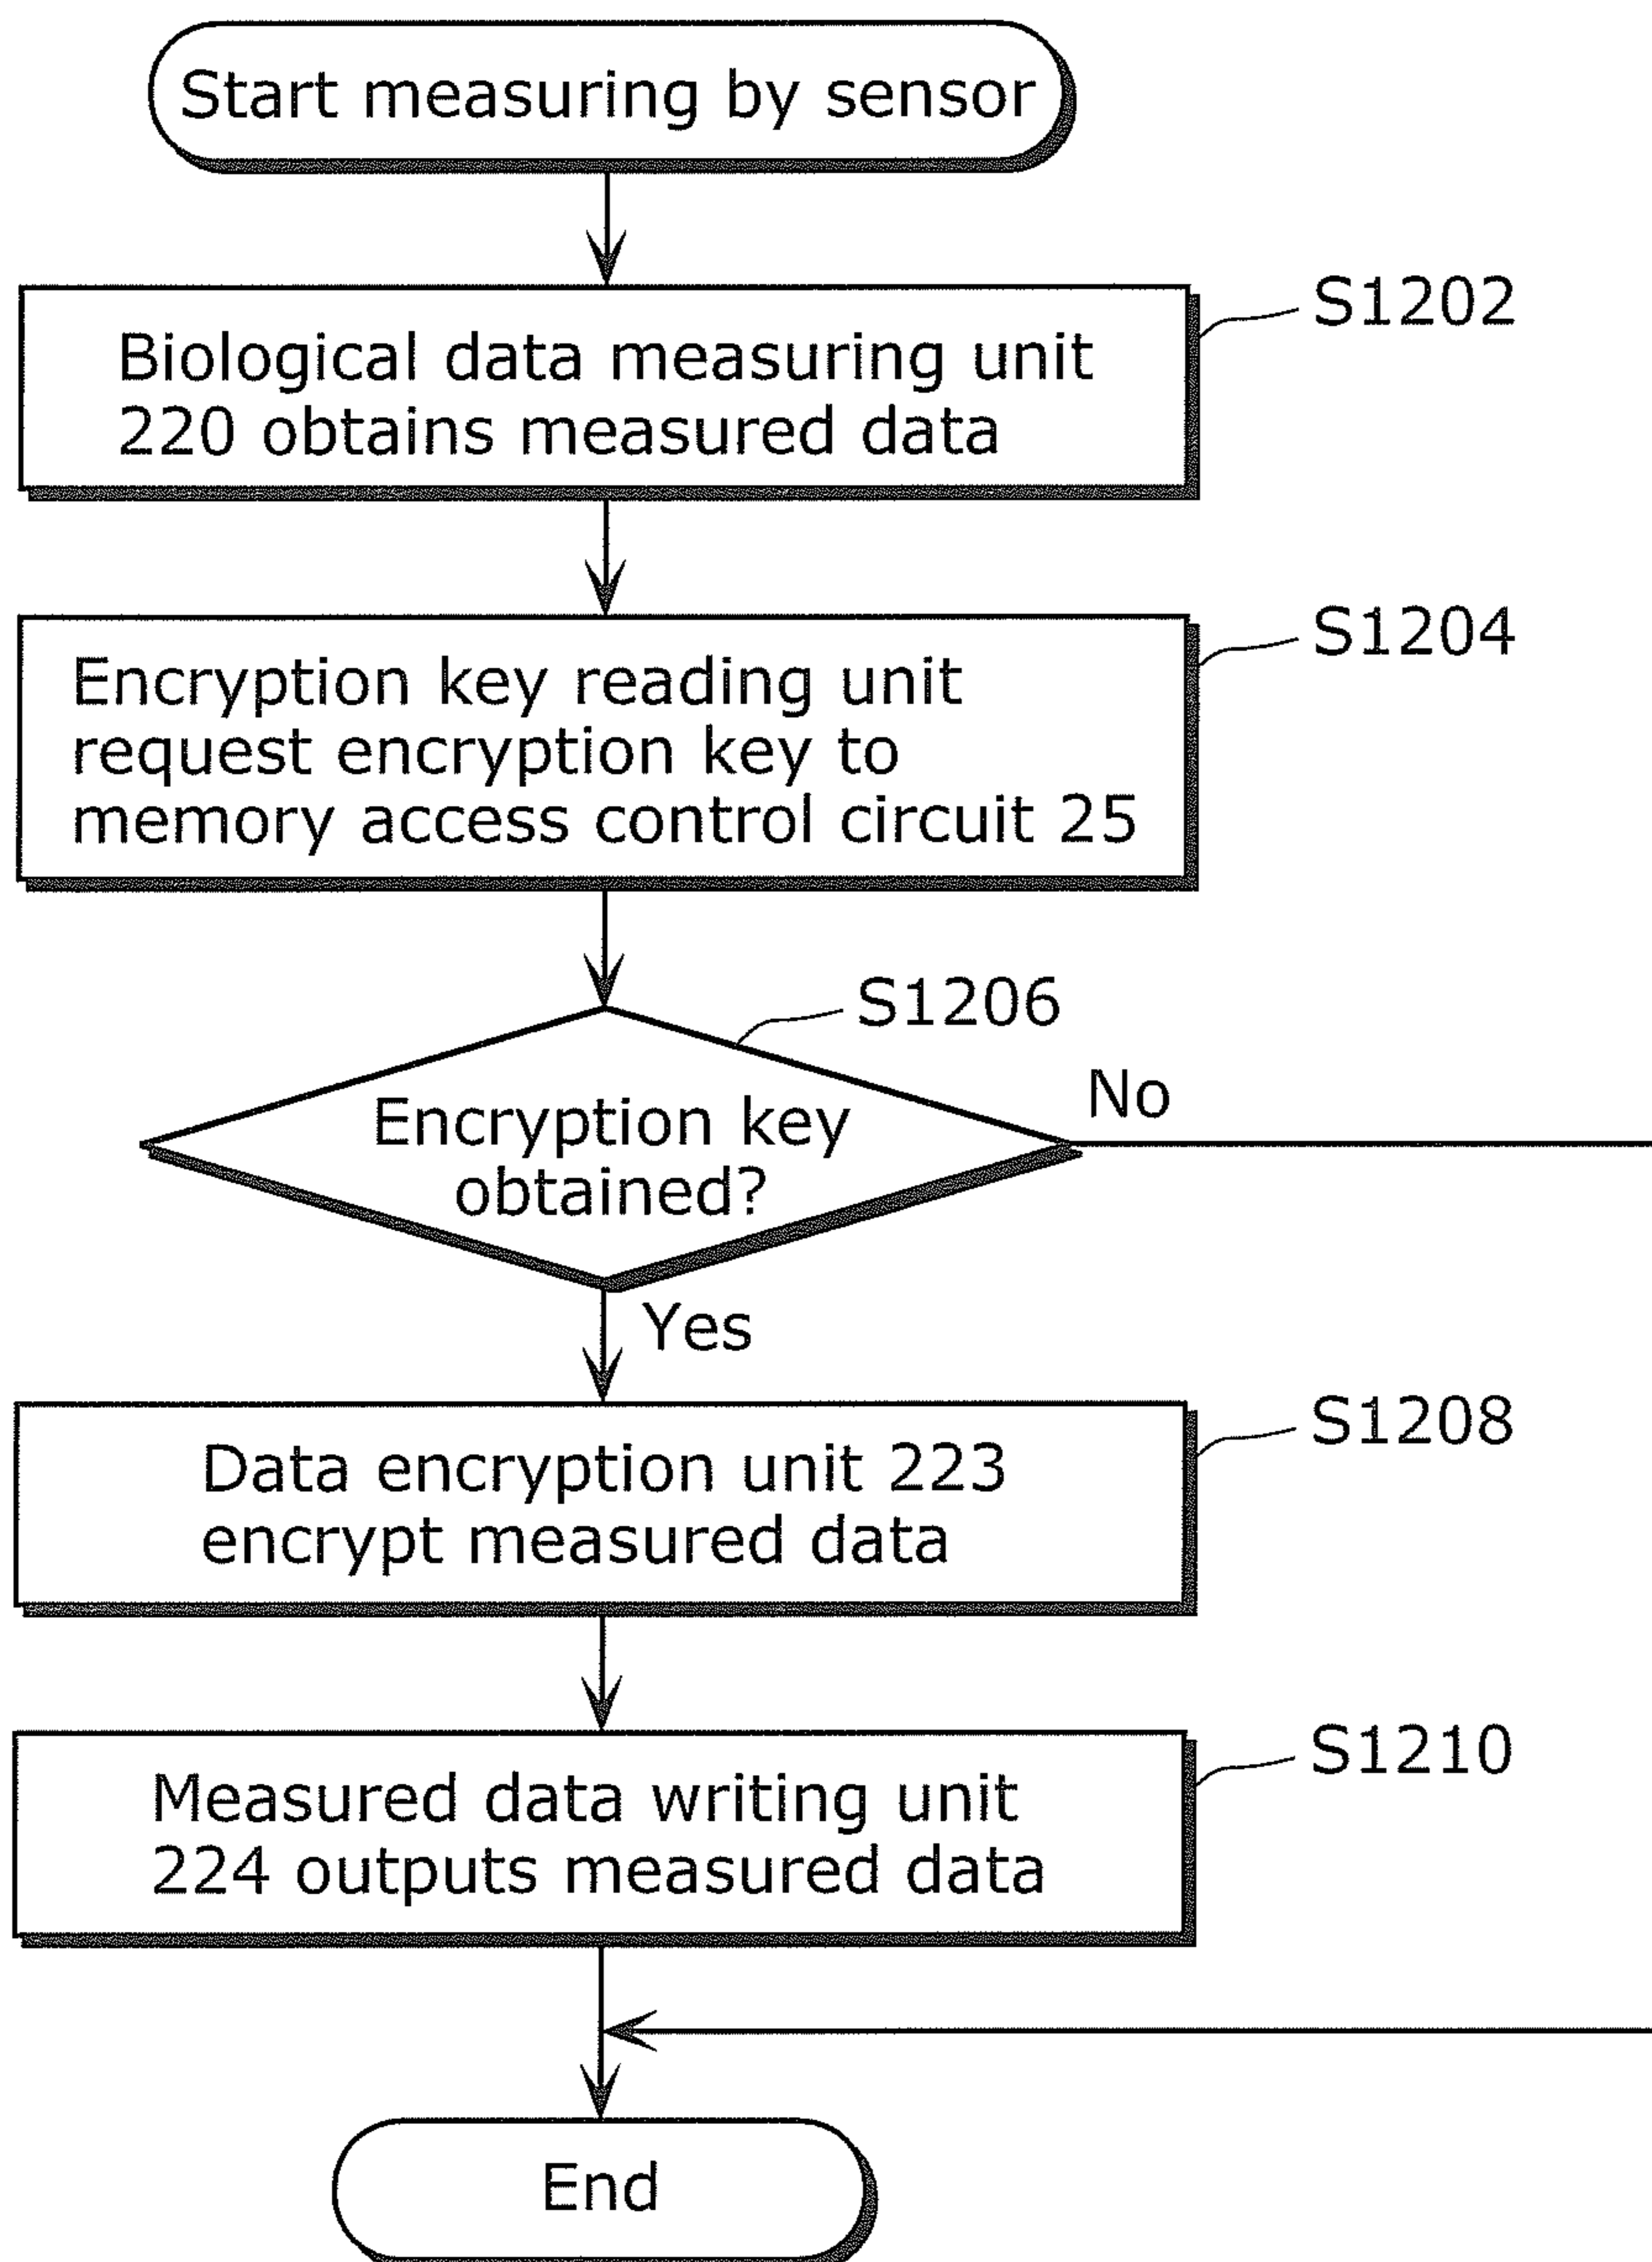 Start measuring by sensor
S1202
Biological data measuring unit
220 obtains measured data
S1204
Encryption key reading unit
request encryption key to
memory access control circuit 25
S1206
No
Encryption key
obtained?
Yes
S1208
Data encryption unit 223
encrypt measured data
S1210
Measured data writing unit
224 outputs measured data
End